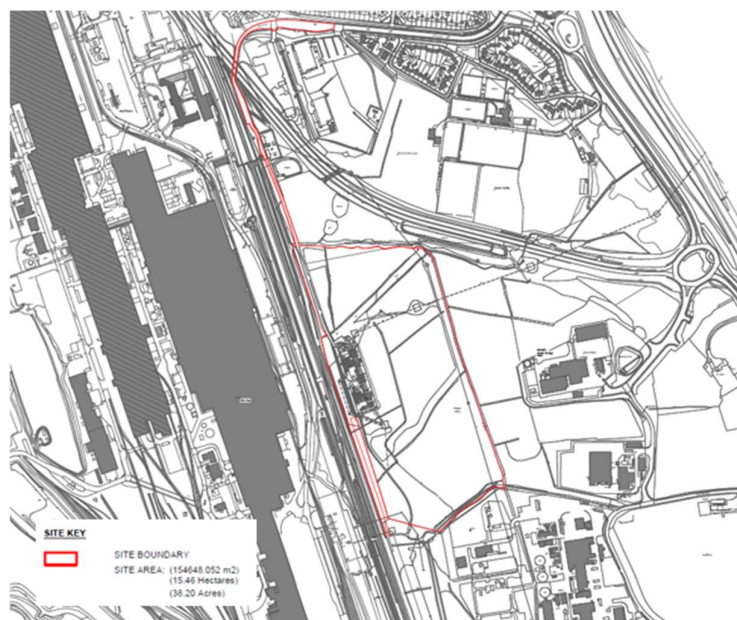 SITE KEY
SITE BOUNDARY
SITE AREA: (154648.052 m2)
(15.46 Hectares)
(38.20 Acres)